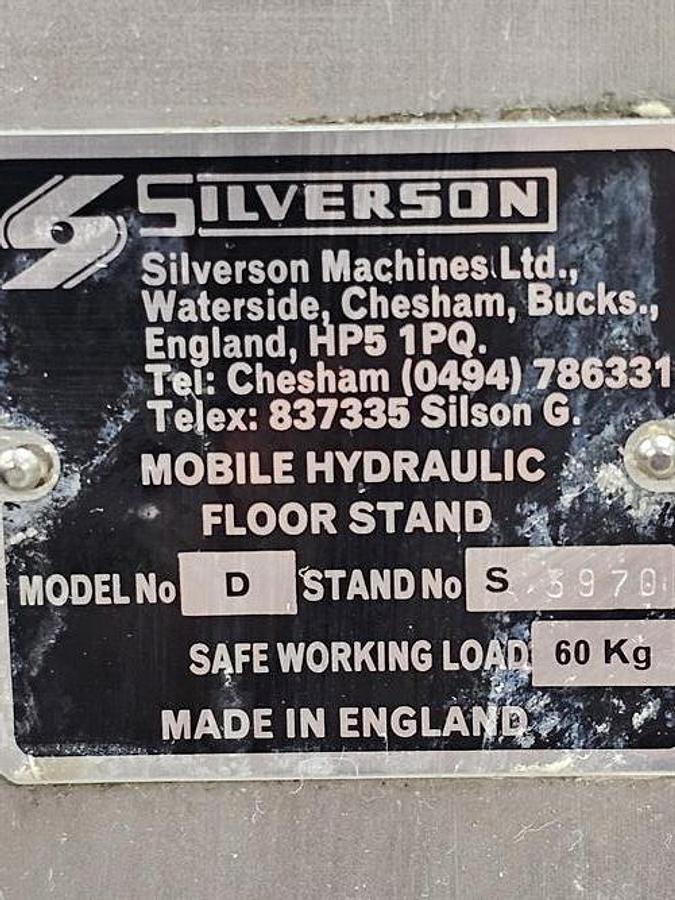 SILVERSON
Silverson Machines Ltd.,
Waterside, Chesham, Bucks.,
England, HP5 1PQ.
Tel: Chesham (0494) 786331
Telex: 837335 Silson G.
MOBILE HYDRAULIC
FLOOR STAND
MODEL No D STAND No S 3970
SAFE WORKING LOAD 60 Kg
MADE IN ENGLAND